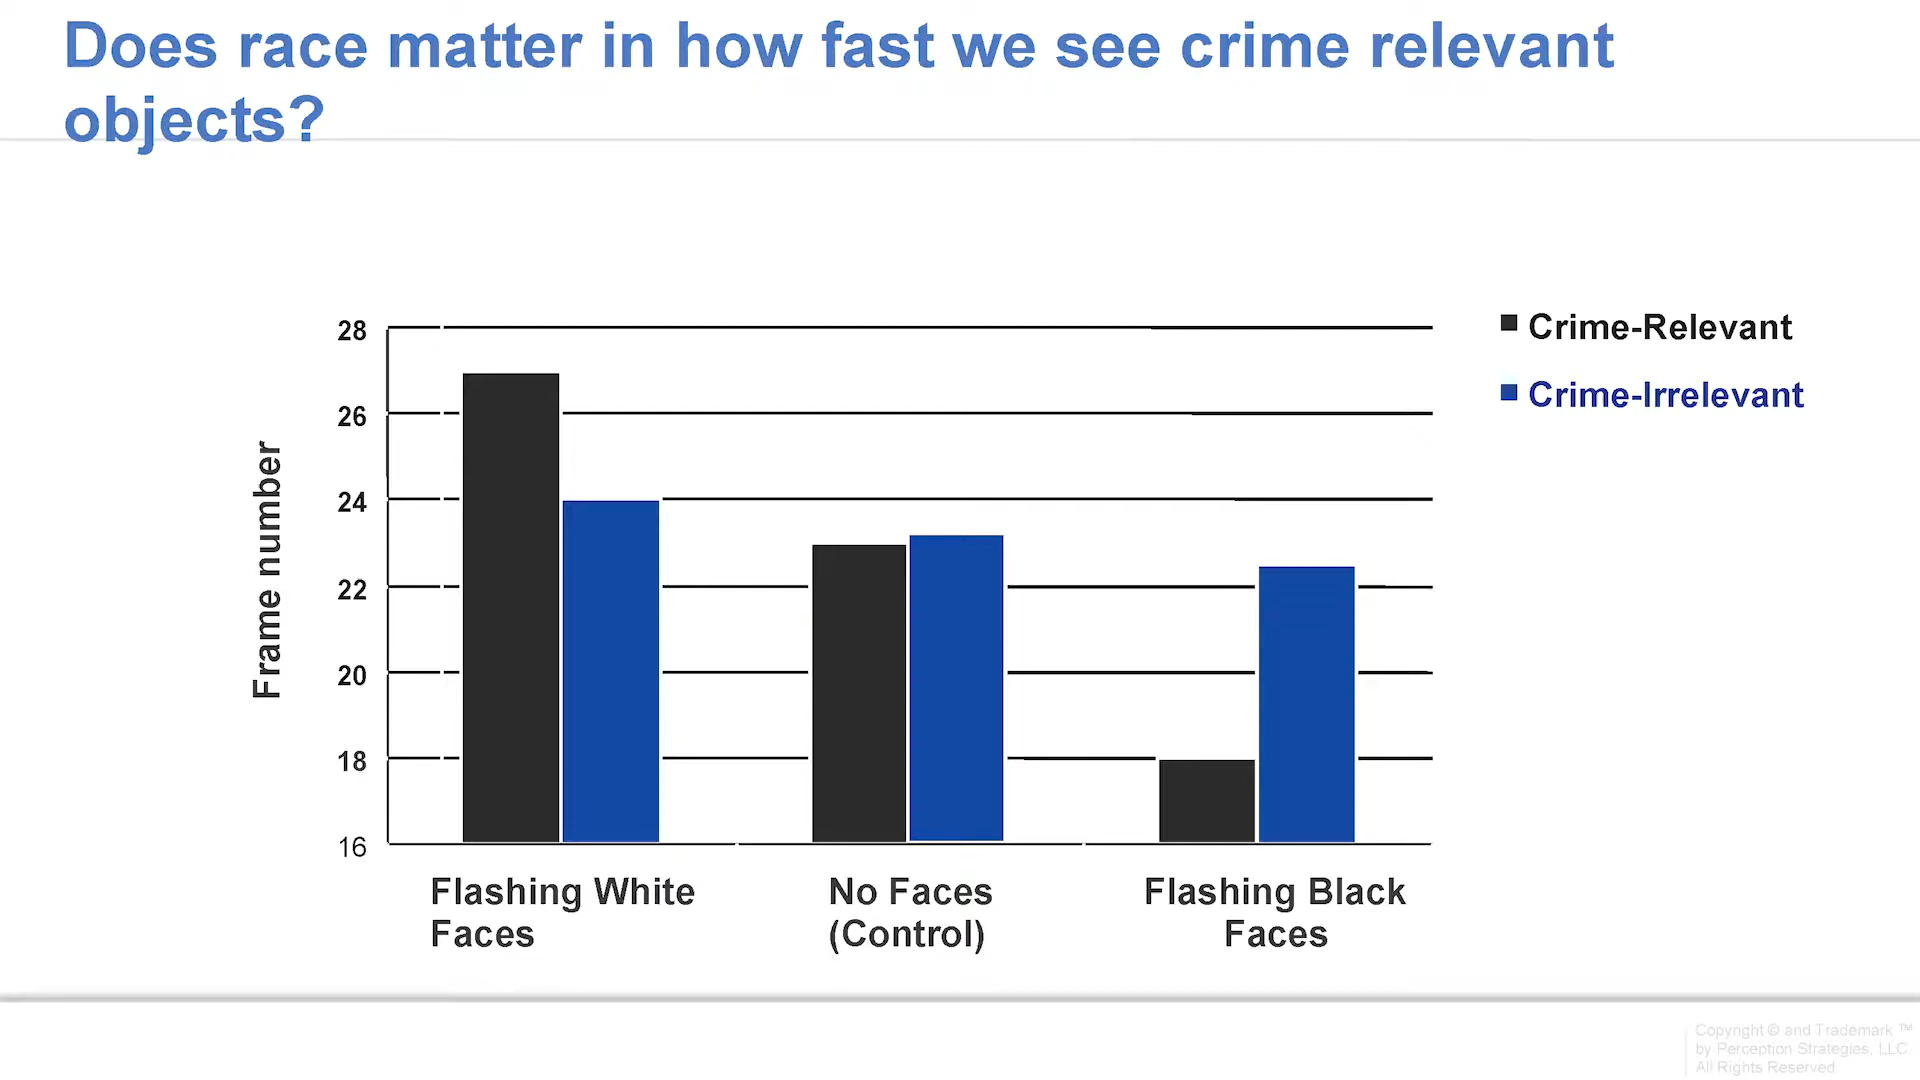 Does race matter in how fast we see crime relevant
objects?
Crime-Relevant
Crime-Irrelevant
Frame number
28
26
24
22
20
18
16
Flashing White
Faces
No Faces
(Control)
Flashing Black
Faces
Copyright © and Trademark ™
by Perception Strategies, LLC.
All Rights Reserved.